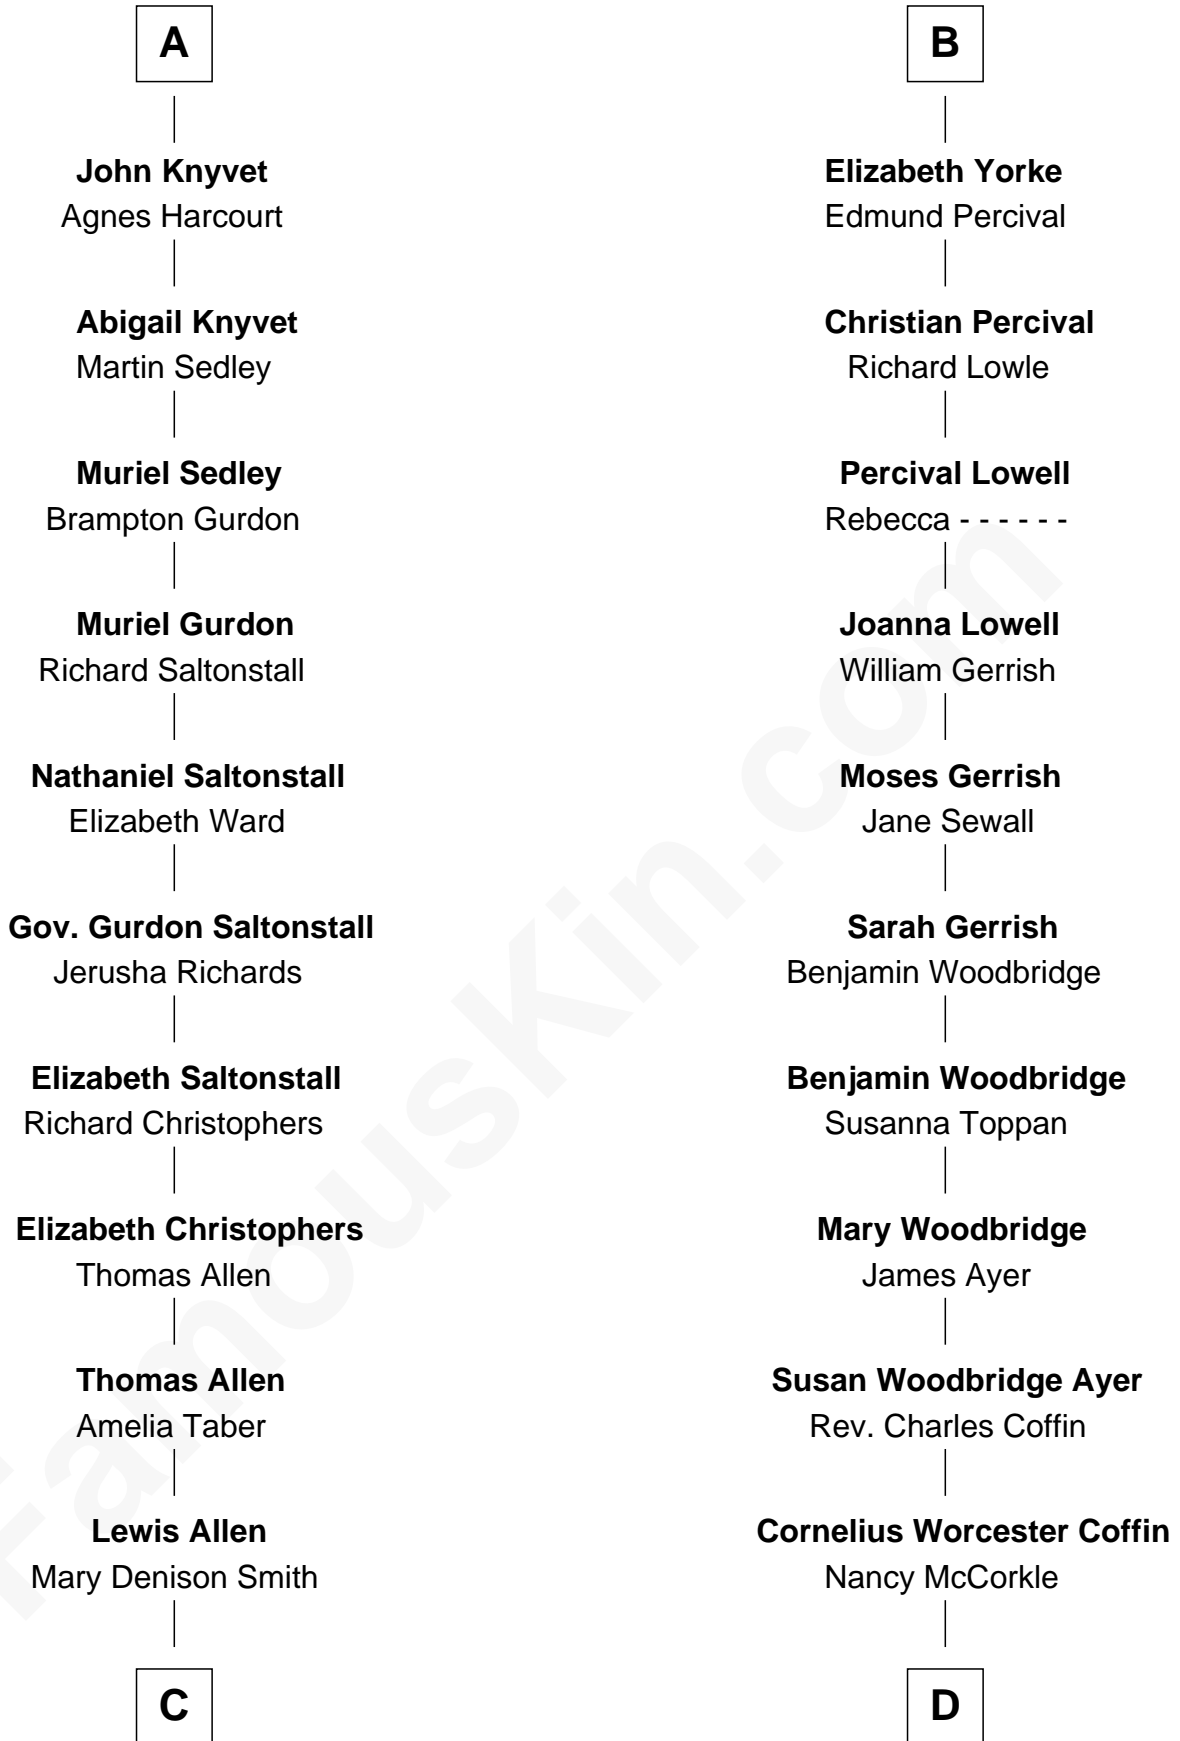 A
John Knyvet
Agnes Harcourt
Abigail Knyvet
Martin Sedley
Muriel Sedley
Brampton Gurdon
Muriel Gurdon
Richard Saltonstall
Nathaniel Saltonstall
Elizabeth Ward
Gov. Gurdon Saltonstall
Jerusha Richards
Elizabeth Saltonstall
Richard Christophers
Elizabeth Christophers
Thomas Allen
Thomas Allen
Amelia Taber
Lewis Allen
Mary Denison Smith
C
B
Elizabeth Yorke
Edmund Percival
Christian Percival
Richard Lowle
Percival Lowell
Rebecca - - - - - -
Joanna Lowell
William Gerrish
Moses Gerrish
Jane Sewall
Sarah Gerrish
Benjamin Woodbridge
Benjamin Woodbridge
Susanna Toppan
Mary Woodbridge
James Ayer
Susan Woodbridge Ayer
Rev. Charles Coffin
Cornelius Worcester Coffin
Nancy McCorkle
D
FamousKin.com